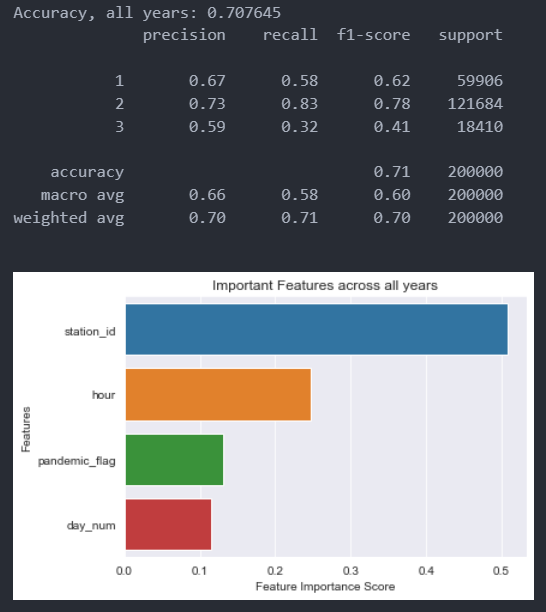 Accuracy, all years: 0.707645
precision recall f1-score support
1 0.67 0.58 0.62 59906
2 0.73 0.83 0.78 121684
3 0.59 0.32 0.41 18410
accuracy 0.71 200000
macro avg 0.66 0.58 0.60 200000
weighted avg 0.70 0.71 0.70 200000
Important Features across all years
station_id
hour
pandemic_flag
day_num
Features
0.0 0.1 0.2 0.3 0.4 0.5
Feature Importance Score